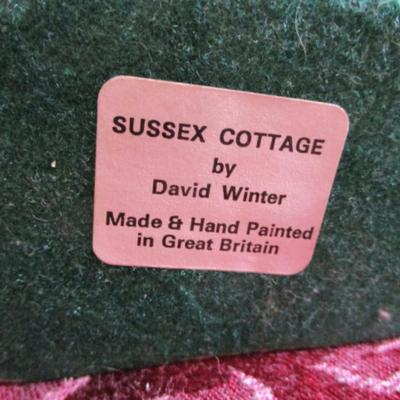 SUSSEX COTTAGE
by
David Winter
Made & Hand Painted
in Great Britain